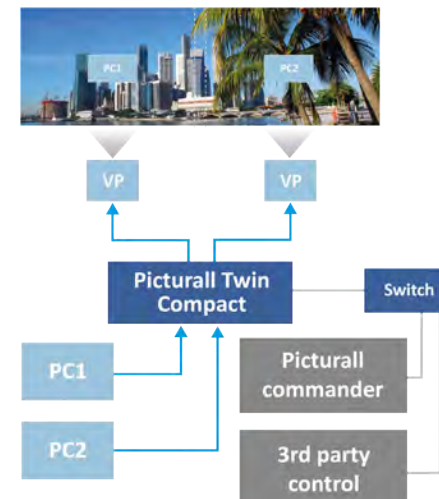 PC1
PC2
VP
VP
Picturall Twin
Compact
Switch
PC1
Picturall
commander
PC2
3rd party
control